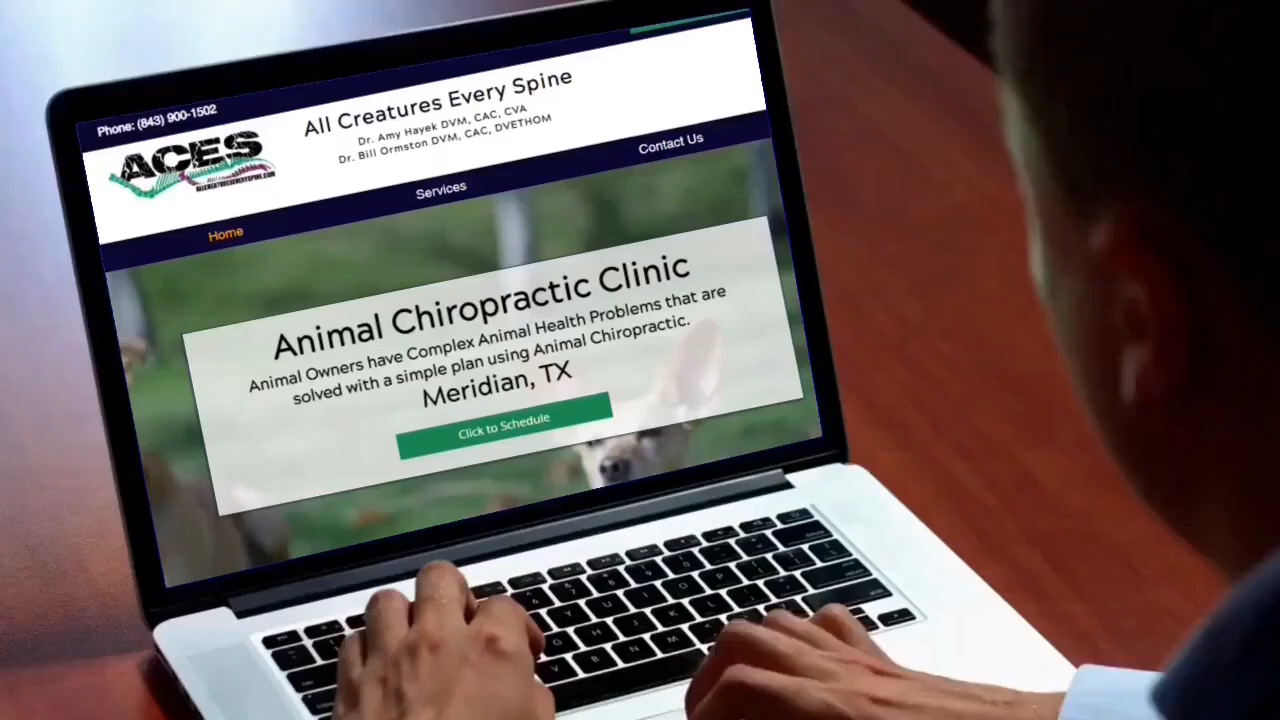 Phone: (843) 900-1502
All Creatures Every Spine
Dr. Amy Hayek DVM, CAC, CVA
Dr. Bill Ormston DVM, CAC, DVETHOM
ACES
ALLCREATURESEVERYSPINE.COM
Home
Services
Contact Us
Animal Chiropractic Clinic
Animal Owners have Complex Animal Health Problems that are
solved with a simple plan using Animal Chiropractic.
Meridian, TX
Click to Schedule